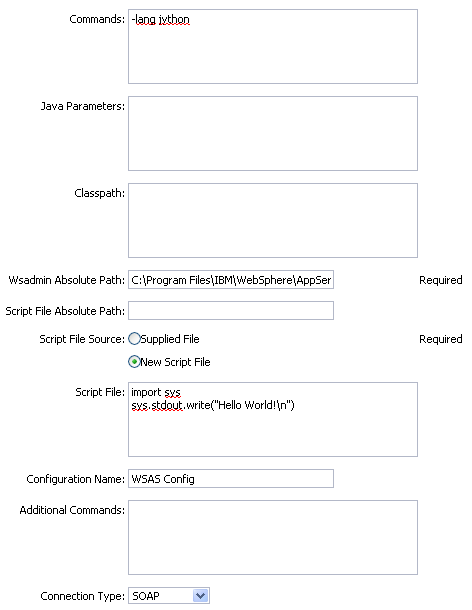 Commands: -lang jython
Java Parameters:
Classpath:
Wsadmin Absolute Path: C:\Program Files\IBM\WebSphere\AppSer Required
Script File Absolute Path:
Script File Source: Supplied File Required
New Script File
Script File: import sys
sys.stdout.write("Hello World!\n")
Configuration Name: WSAS Config
Additional Commands:
Connection Type: SOAP